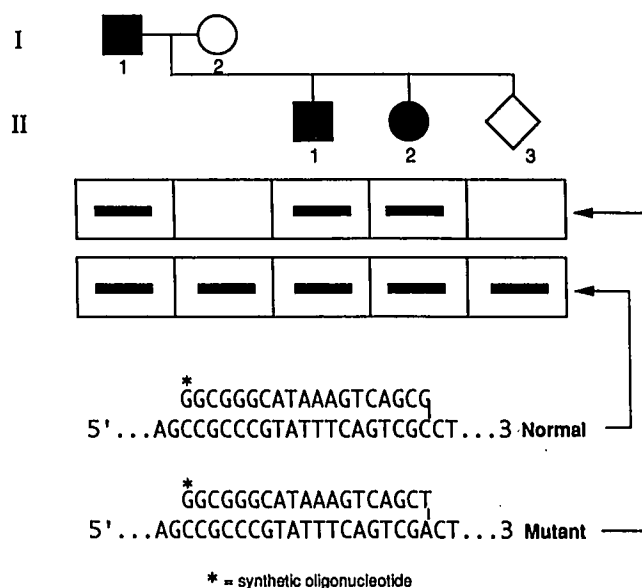 I
1 2
II
1 2 3
*
GGCGGGCATAAAGTCAGCG
5'...AGCCGCCCGTATTTCAGTCGCCT...3 Normal
*
GGCGGGCATAAAGTCAGCT
5'...AGCCGCCCGTATTTCAGTCGACT...3 Mutant
* = synthetic oligonucleotide